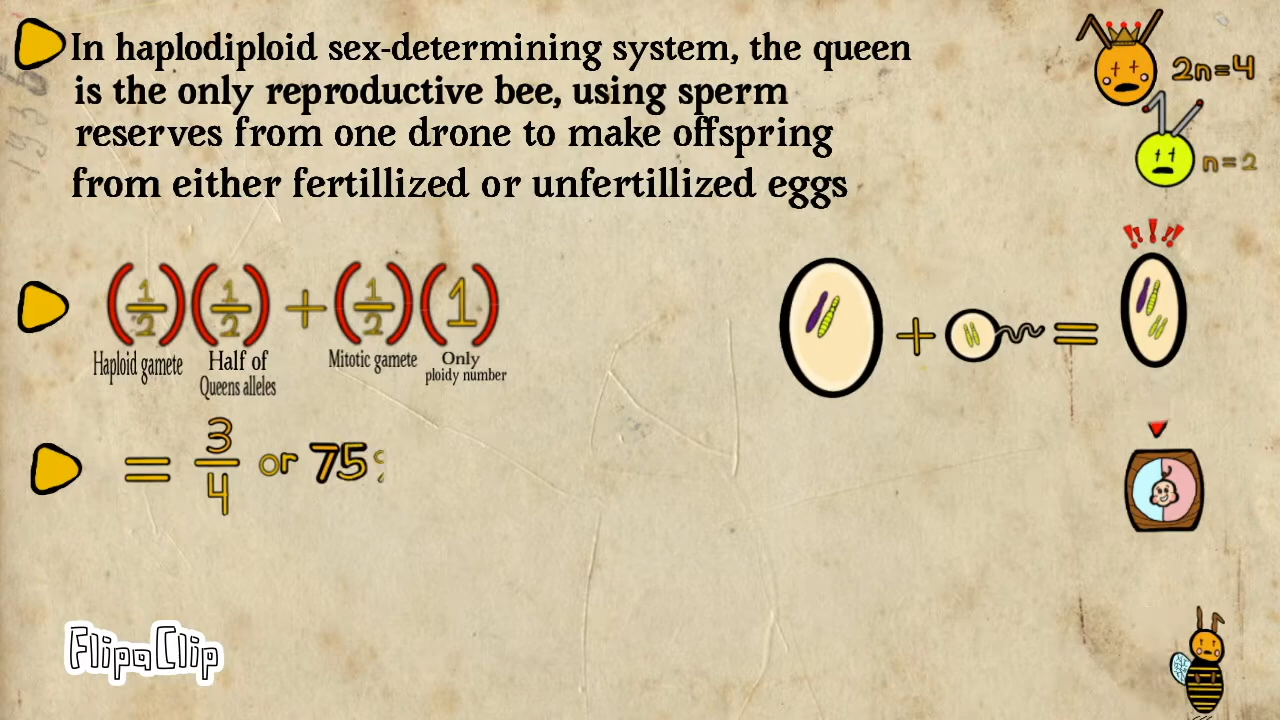 In haplodiploid sex-determining system, the queen
is the only reproductive bee, using sperm
reserves from one drone to make offspring
from either fertillized or unfertillized eggs
2n=4
n=2
(1/2)(1/2) + (1/2)(1)
Haploid gamete
Half of
Queens alleles
Mitotic gamete
Only
ploidy number
!!!!
+ =
= 3/4 or 75
FlipaClip